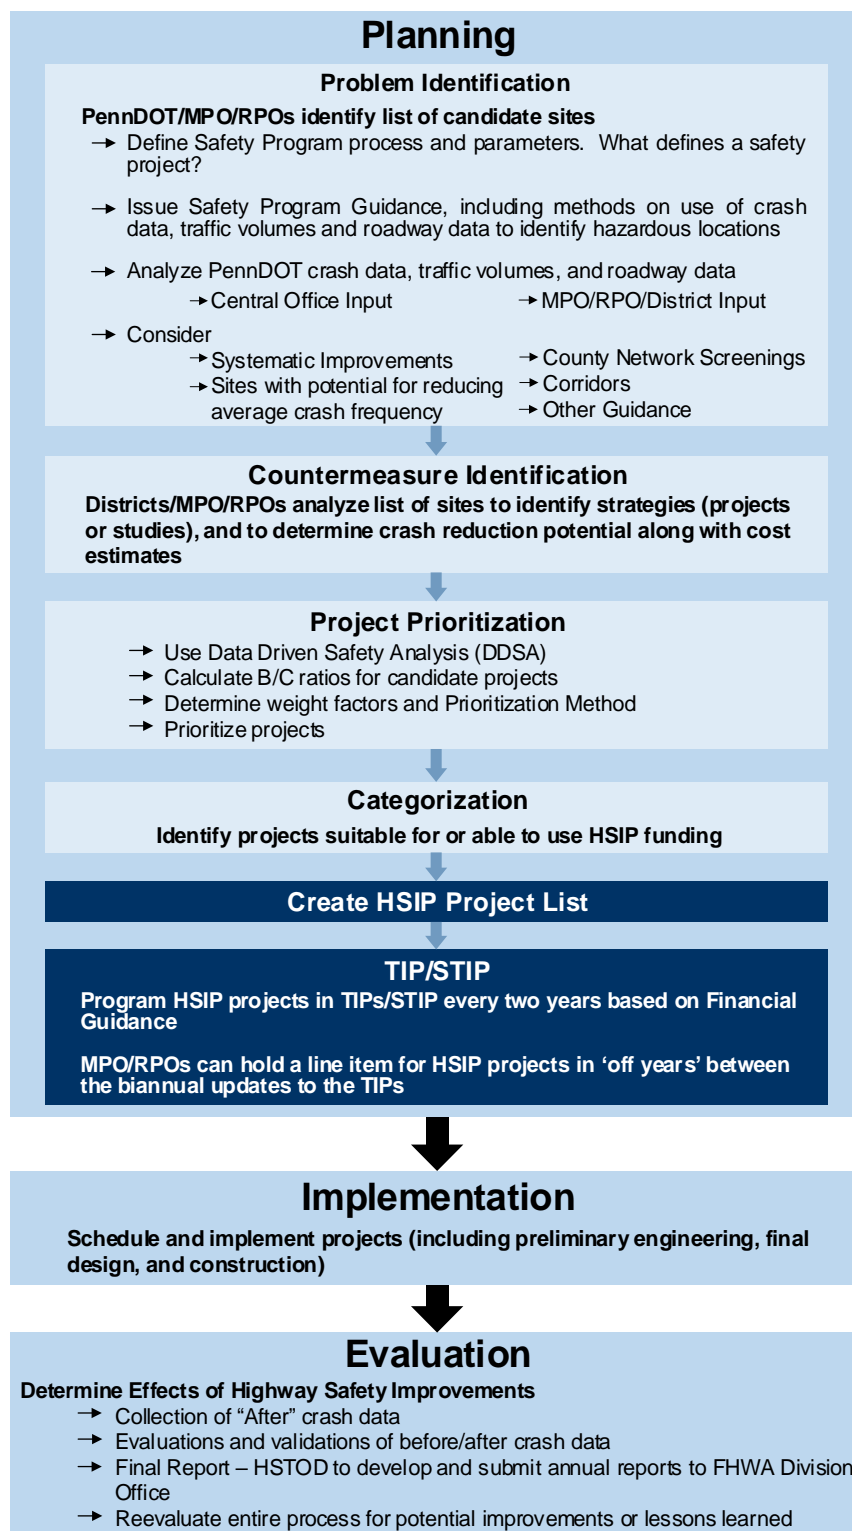 Planning
Problem Identification
PennDOT/MPO/RPOs identify list of candidate sites
→ Define Safety Program process and parameters. What defines a safety
project?
→ Issue Safety Program Guidance, including methods on use of crash
data, traffic volumes and roadway data to identify hazardous locations
→ Analyze PennDOT crash data, traffic volumes, and roadway data
→ Central Office Input
→ MPO/RPO/District Input
→ Consider
→ Systematic Improvements
→ Sites with potential for reducing
average crash frequency
→ County Network Screenings
→ Corridors
→ Other Guidance
Countermeasure Identification
Districts/MPO/RPOs analyze list of sites to identify strategies (projects
or studies), and to determine crash reduction potential along with cost
estimates
Project Prioritization
→ Use Data Driven Safety Analysis (DDSA)
→ Calculate B/C ratios for candidate projects
→ Determine weight factors and Prioritization Method
→ Prioritize projects
Categorization
Identify projects suitable for or able to use HSIP funding
Create HSIP Project List
TIP/STIP
Program HSIP projects in TIPs/STIP every two years based on Financial
Guidance
MPO/RPOs can hold a line item for HSIP projects in ‘off years’ between
the biannual updates to the TIPs
Implementation
Schedule and implement projects (including preliminary engineering, final
design, and construction)
Evaluation
Determine Effects of Highway Safety Improvements
→ Collection of “After” crash data
→ Evaluations and validations of before/after crash data
→ Final Report – HSTOD to develop and submit annual reports to FHWA Division
Office
→ Reevaluate entire process for potential improvements or lessons learned